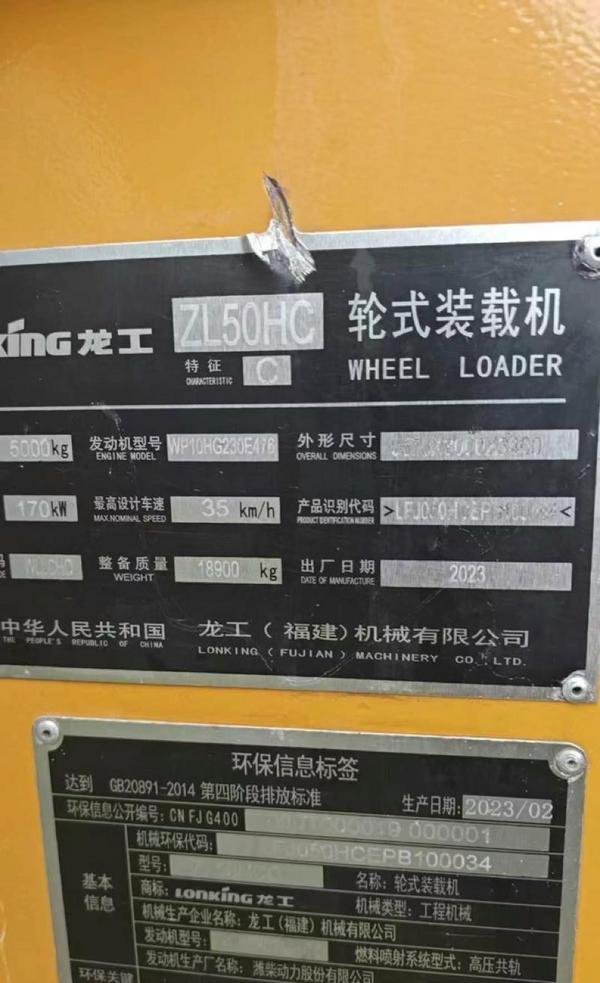 KING 龙工 ZL50HC 轮式装载机
特征 CHARACTERISTIC C WHEEL LOADER
5000kg 发动机型号 ENGINE MODEL WP10HG230E476 外形尺寸 OVERALL DIMENSIONS
170kW 最高设计车速 MAX.NOMINAL SPEED 35 km/h 产品识别代码 PRODUCT IDENTIFICATION NUMBER
整备质量 WEIGHT 18900 kg 出厂日期 DATE OF MANUFACTURE 2023
中华人民共和国 龙工(福建)机械有限公司
THE PEOPLE'S REPUBLIC OF CHINA LONKING (FUJIAN) MACHINERY CO.,LTD.
环保信息标签
达到 GB20891-2014 第四阶段排放标准 生产日期:2023/02
环保信息公开编号:CN FJ G400 000001
机械环保代码: J050HCEPB100034
型号: 名称:轮式装载机
基本信息
商标:LONKING 龙工 机械类型:工程机械
机械生产企业名称:龙工(福建)机械有限公司
发动机型号: 燃料喷射系统型式:高压共轨
发动机生产厂名称:潍柴动力股份有限公司
环保关键